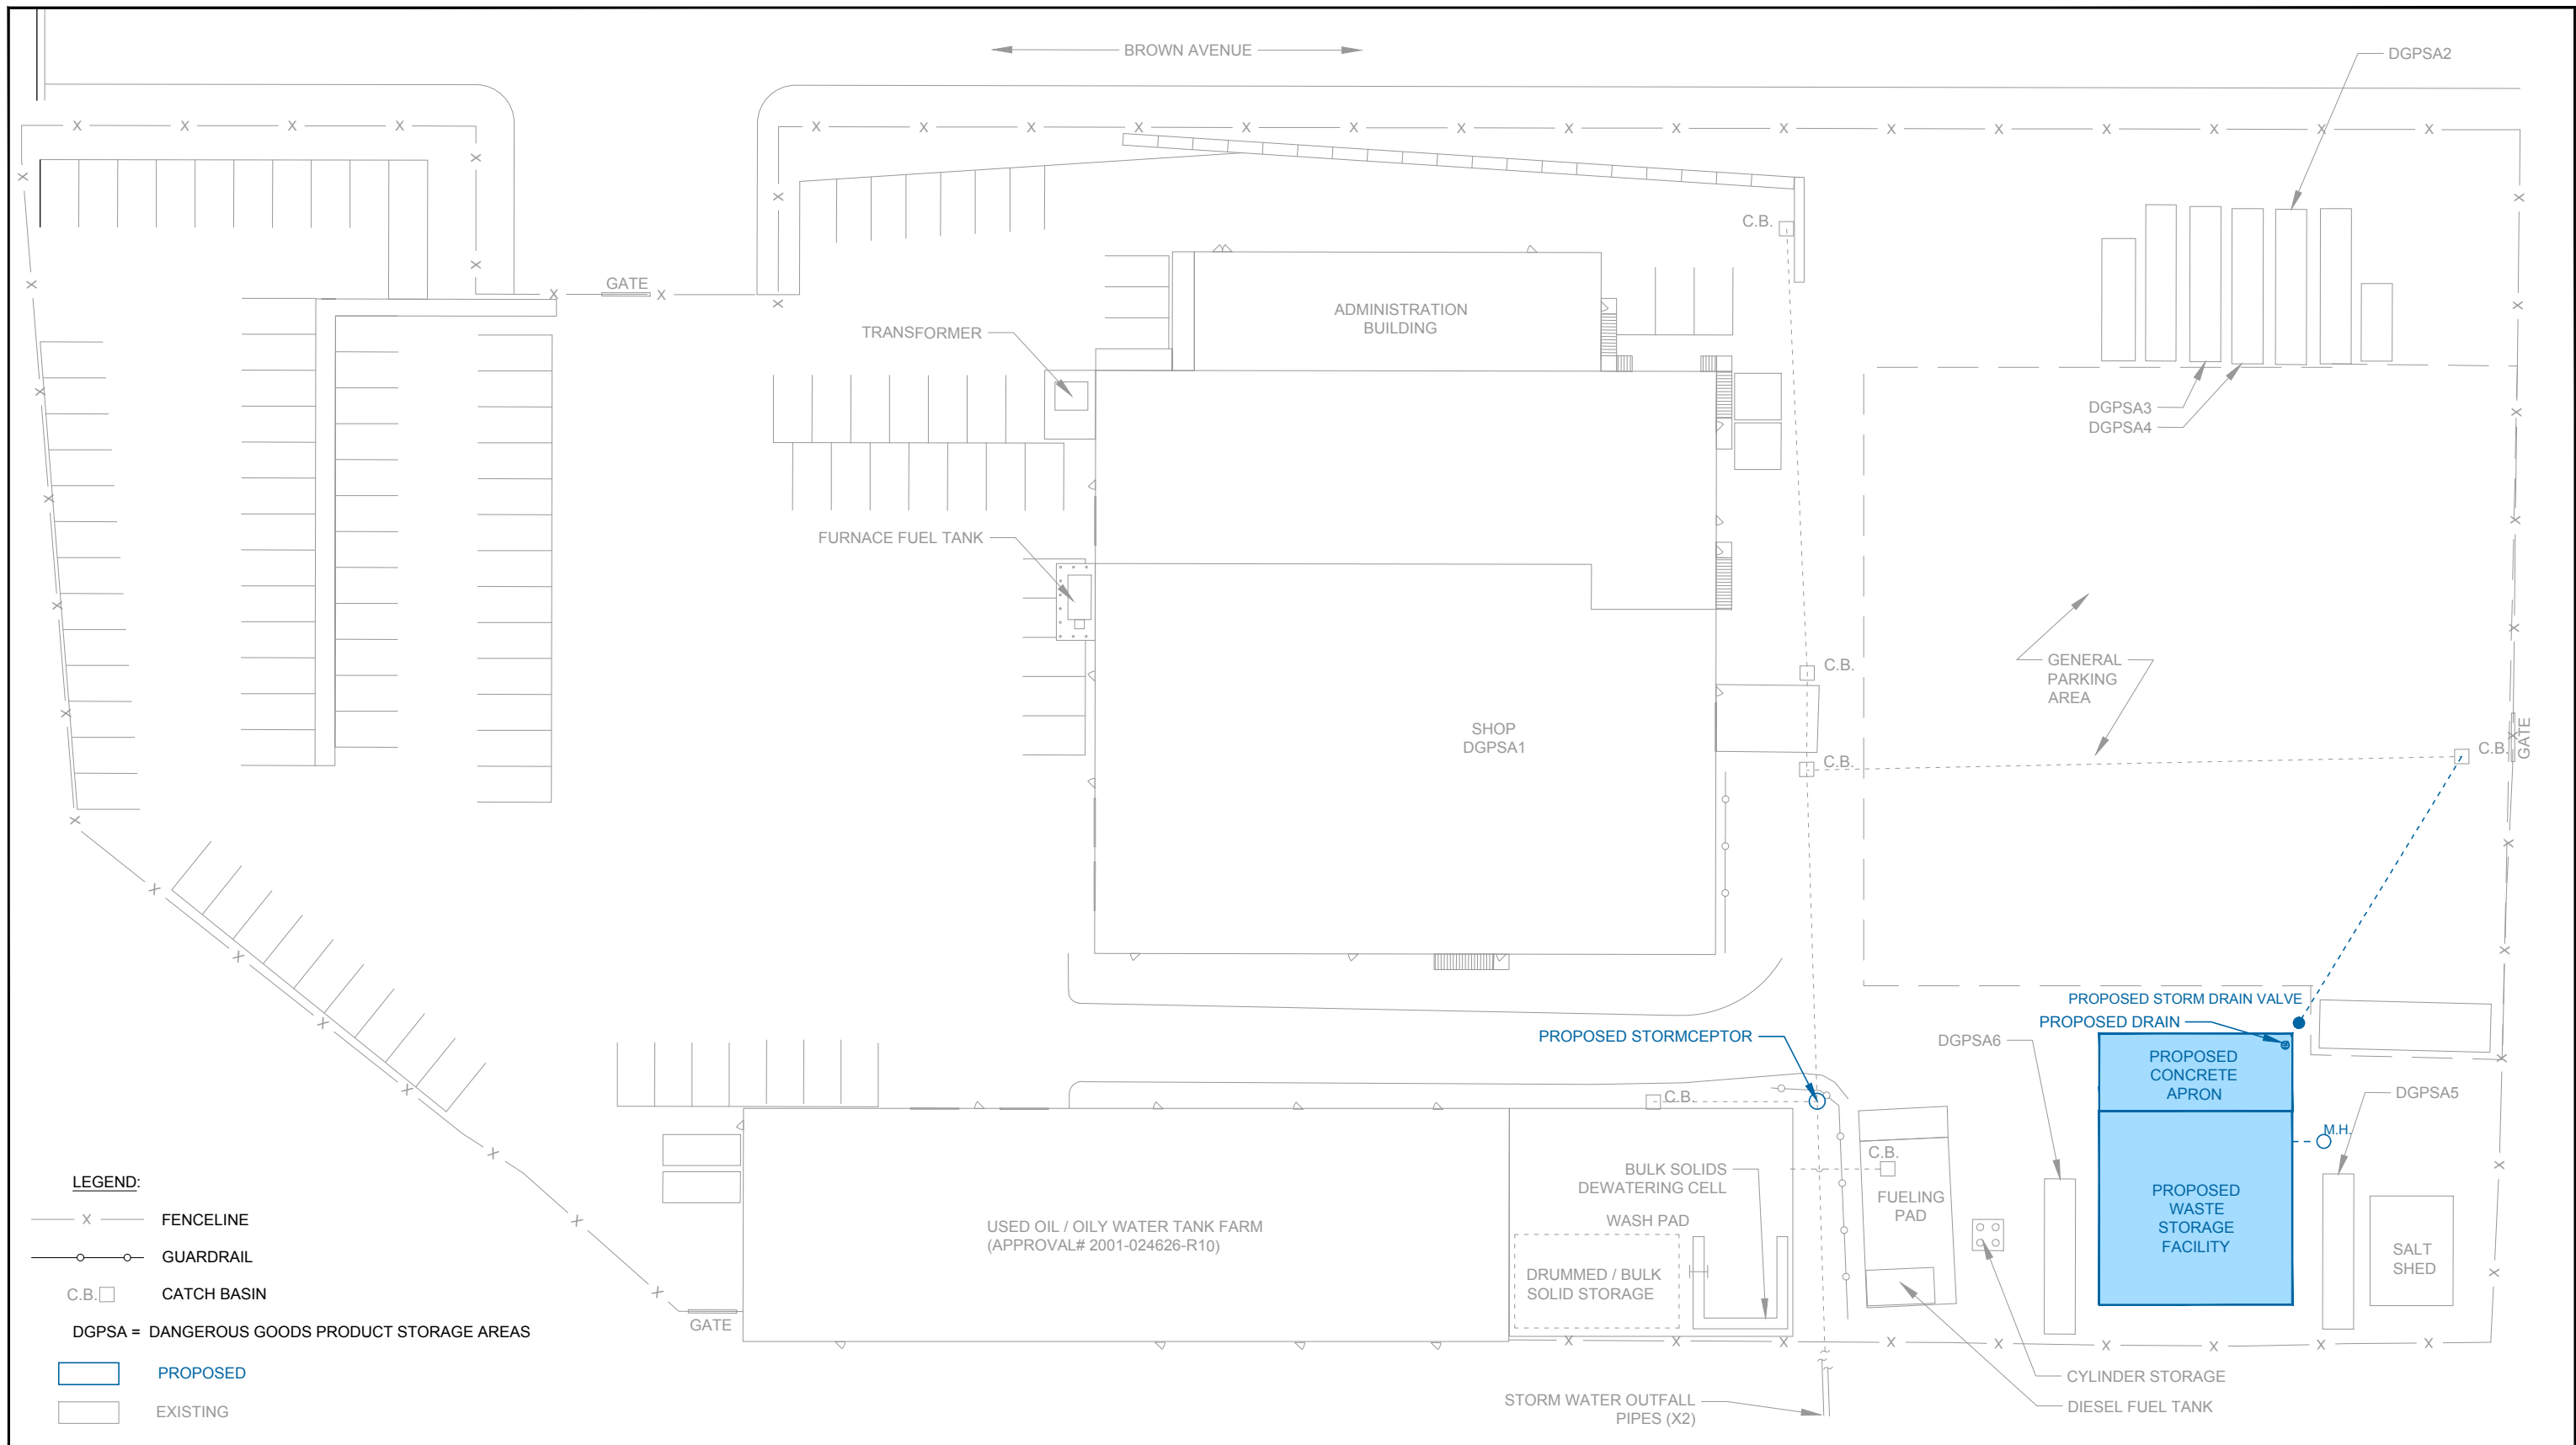 BROWN AVENUE
DGPSA2
C.B.
GATE
ADMINISTRATION
BUILDING
TRANSFORMER
DGPSA3
DGPSA4
FURNACE FUEL TANK
C.B.
GENERAL
PARKING
AREA
SHOP
DGPSA1
C.B.
C.B.
GATE
PROPOSED STORM DRAIN VALVE
PROPOSED DRAIN
PROPOSED STORMCEPTOR
DGPSA6
PROPOSED
CONCRETE
APRON
DGPSA5
C.B.
M.H.
C.B.
BULK SOLIDS
DEWATERING CELL
FUELING
PAD
PROPOSED
WASTE
STORAGE
FACILITY
WASH PAD
USED OIL / OILY WATER TANK FARM
(APPROVAL# 2001-024626-R10)
SALT
SHED
DRUMMED / BULK
SOLID STORAGE
GATE
CYLINDER STORAGE
DIESEL FUEL TANK
STORM WATER OUTFALL
PIPES (X2)
LEGEND:
X FENCELINE
GUARDRAIL
C.B. CATCH BASIN
DGPSA = DANGEROUS GOODS PRODUCT STORAGE AREAS
PROPOSED
EXISTING